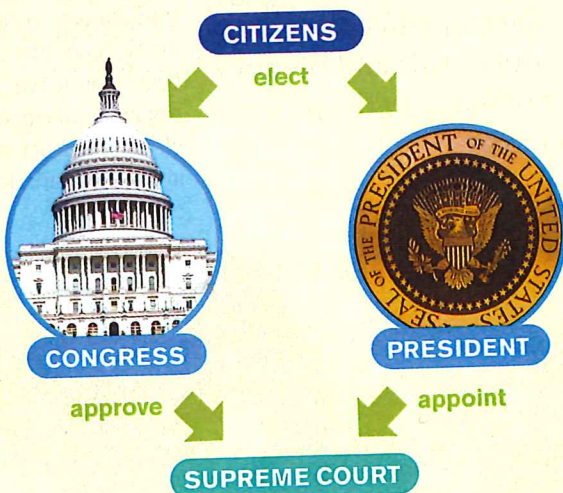 CITIZENS
elect
SEAL OF THE PRESIDENT OF THE UNITED STATES
CONGRESS
PRESIDENT
approve
appoint
SUPREME COURT